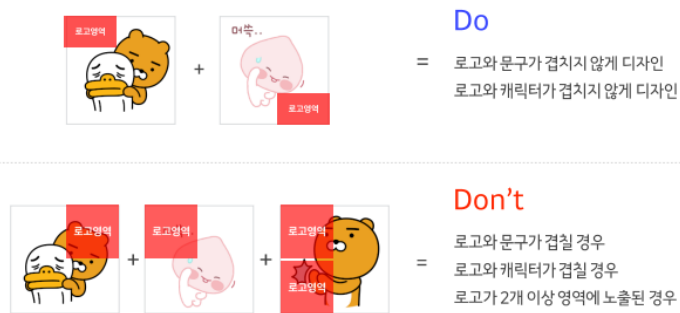 Do
로고영역
머쓱..
로고영역
+
=
로고와 문구가 겹치지 않게 디자인
로고와 캐릭터가 겹치지 않게 디자인
Don't
로고영역
로고영역
로고영역
로고영역
+
+
=
로고와 문구가 겹칠 경우
로고와 캐릭터가 겹칠 경우
로고가 2개 이상 영역에 노출된 경우